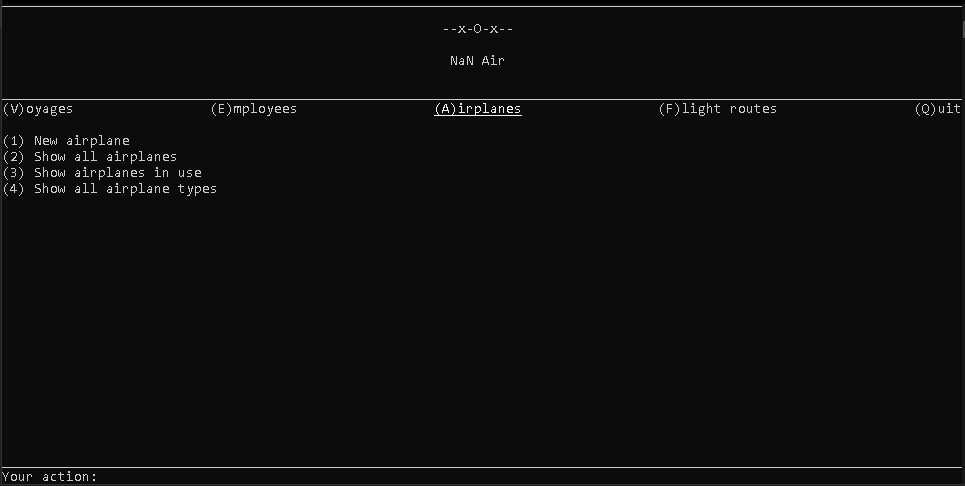 --x-O-x--
NaN Air
(V)oyages (E)mployees (A)irplanes (F)light routes (Q)uit
(1) New airplane
(2) Show all airplanes
(3) Show airplanes in use
(4) Show all airplane types
Your action: